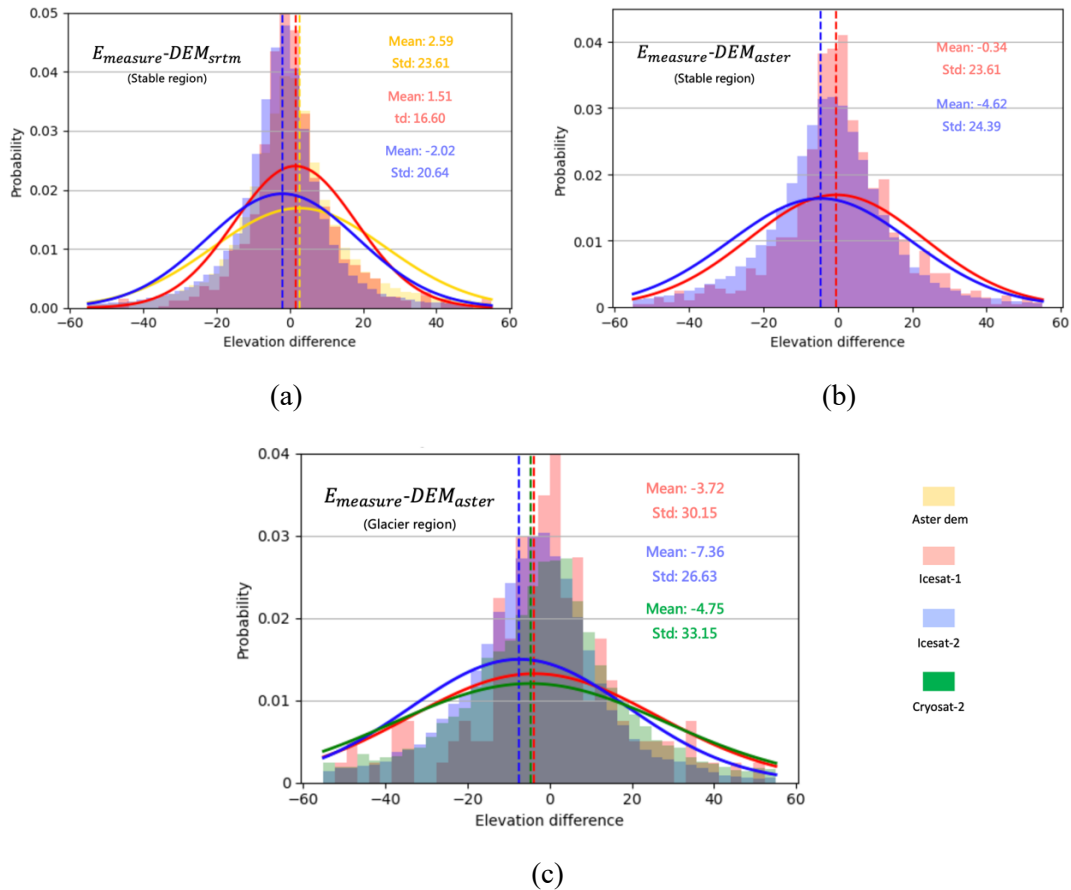 0.05
0.04
0.03
0.02
0.01
0.00
Probability
E_measure-DEM_srtm
(Stable region)
Mean: 2.59
Std: 23.61
Mean: 1.51
td: 16.60
Mean: -2.02
Std: 20.64
−60 −40 −20 0 20 40 60
Elevation difference
(a)
0.04
0.03
0.02
0.01
0
Probability
E_measure-DEM_aster
(Stable region)
Mean: -0.34
Std: 23.61
Mean: -4.62
Std: 24.39
−60 −40 −20 0 20 40 60
Elevation difference
(b)
0.04
0.03
0.02
0.01
0
Probability
E_measure-DEM_aster
(Glacier region)
Mean: -3.72
Std: 30.15
Mean: -7.36
Std: 26.63
Mean: -4.75
Std: 33.15
−60 −40 −20 0 20 40 60
Elevation difference
(c)
Aster dem
Icesat-1
Icesat-2
Cryosat-2